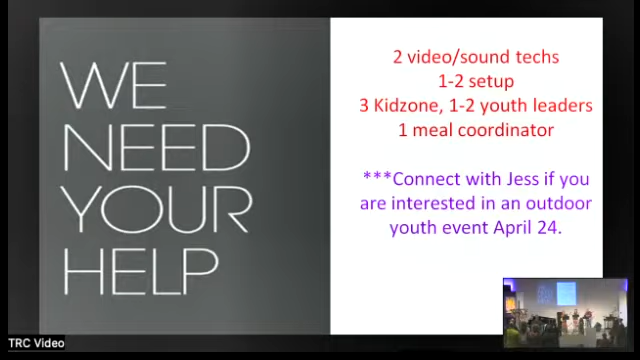 WE
NEED
YOUR
HELP
2 video/sound techs
1-2 setup
3 Kidzone, 1-2 youth leaders
1 meal coordinator
***Connect with Jess if you
are interested in an outdoor
youth event April 24.
TRC Video